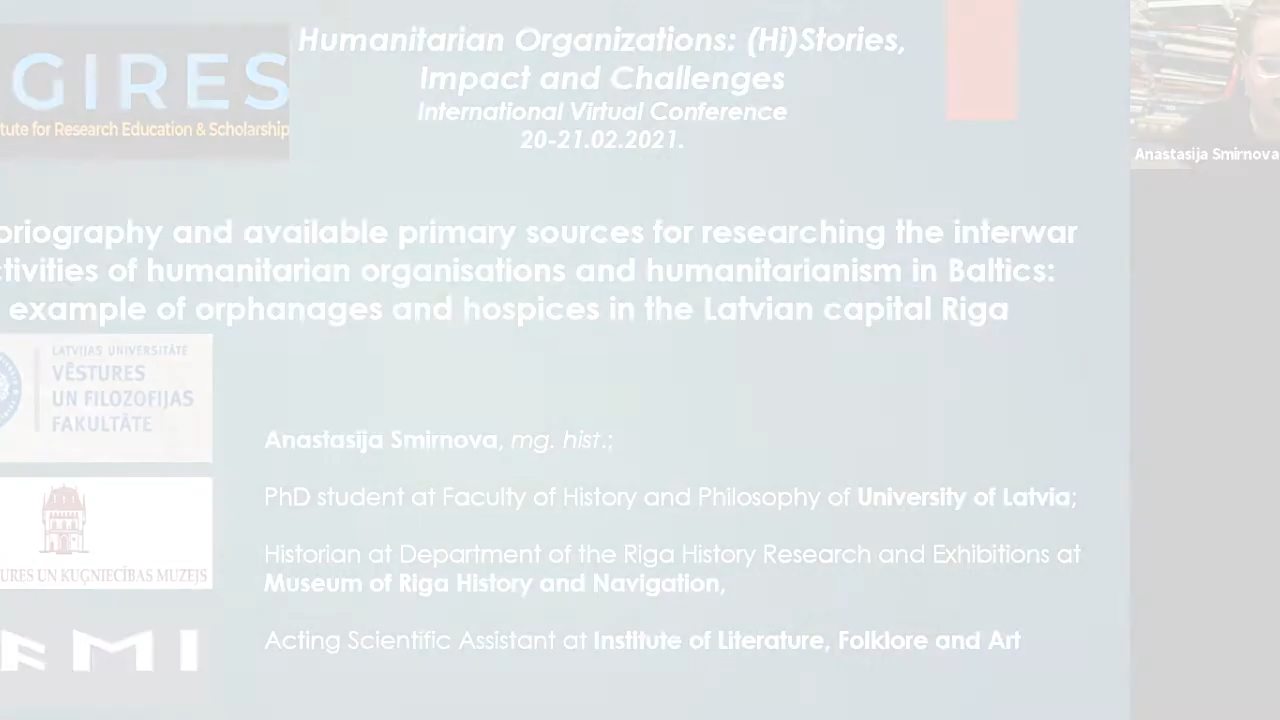 GIRES
tute for Research Education & Scholarship
Humanitarian Organizations: (Hi)Stories,
Impact and Challenges
International Virtual Conference
20-21.02.2021.
Anastasija Smirnova
oriography and available primary sources for researching the interwar
ctivities of humanitarian organisations and humanitarianism in Baltics:
example of orphanages and hospices in the Latvian capital Riga
LATVIJAS UNIVERSITĀTE
VĒSTURES
UN FILOZOFIJAS
FAKULTĀTE
Anastasija Smirnova, mg. hist.;
PhD student at Faculty of History and Philosophy of University of Latvia;
Historian at Department of the Riga History Research and Exhibitions at
Museum of Riga History and Navigation,
URES UN KUĢNIECĪBAS MUZEJS
Acting Scientific Assistant at Institute of Literature, Folklore and Art